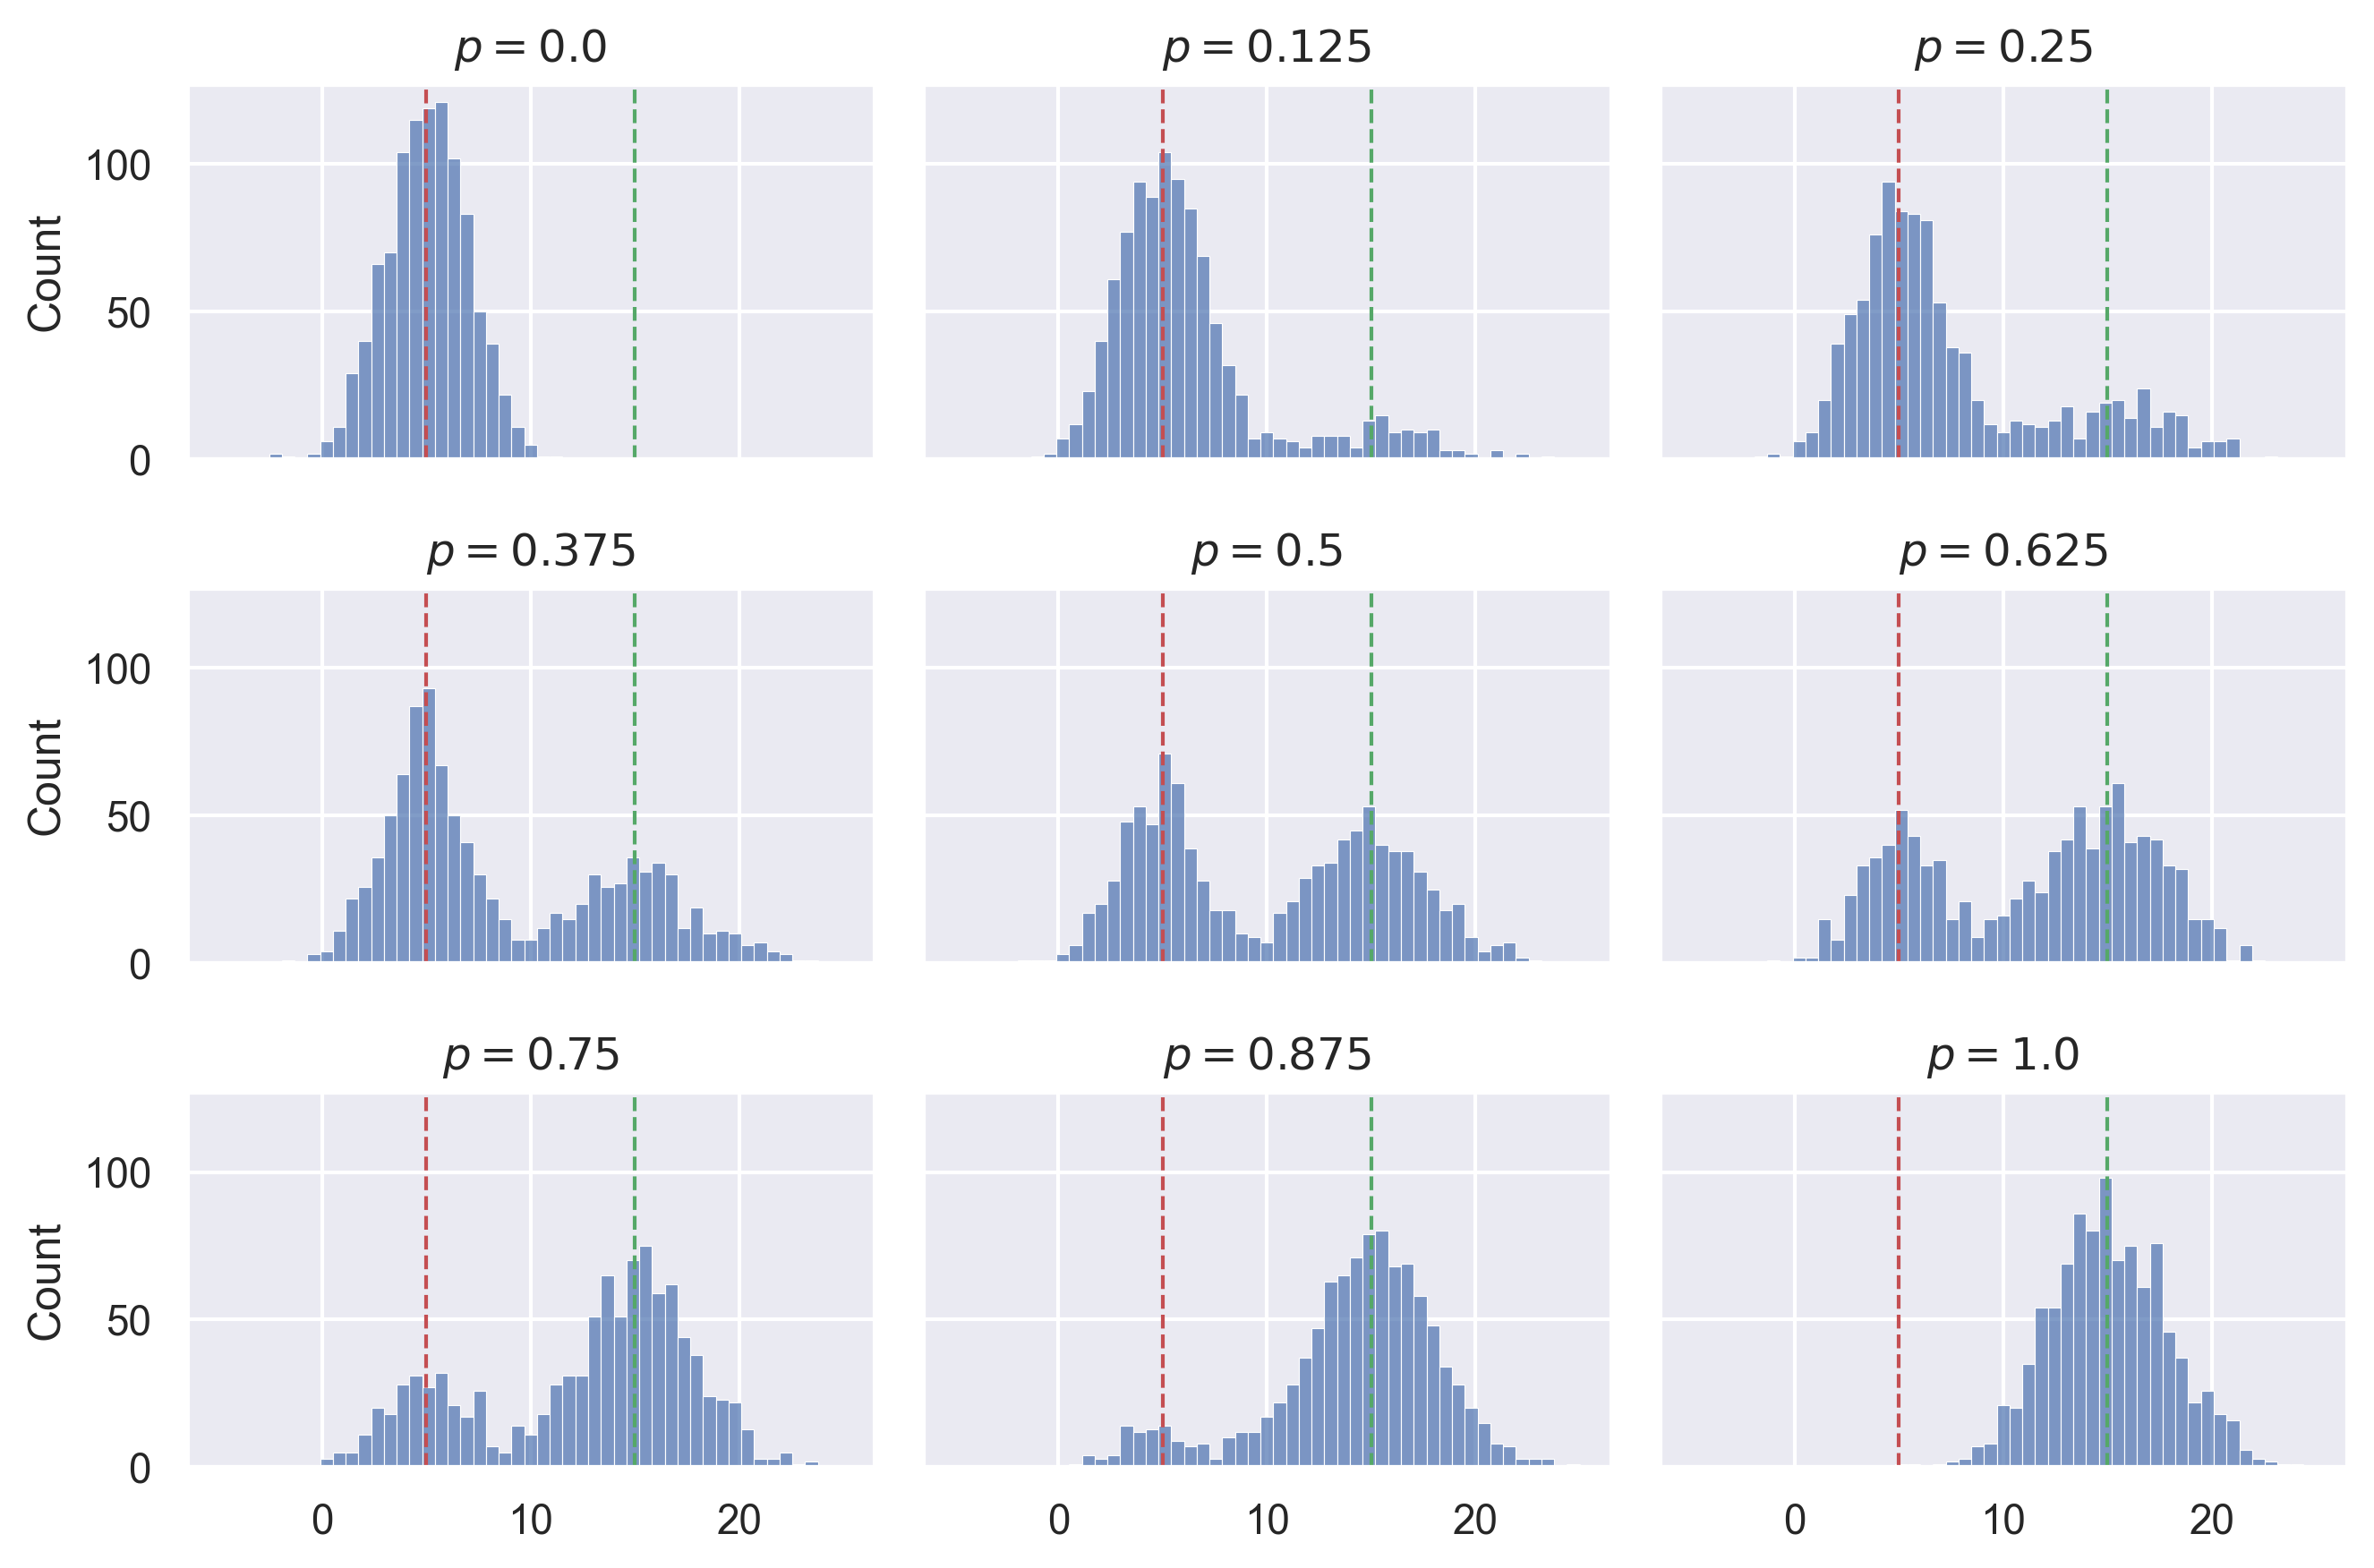 p = 0.0
p = 0.125
p = 0.25
100
50
0
Count
p = 0.375
p = 0.5
p = 0.625
100
50
0
Count
p = 0.75
p = 0.875
p = 1.0
100
50
0
Count
0 10 20
0 10 20
0 10 20